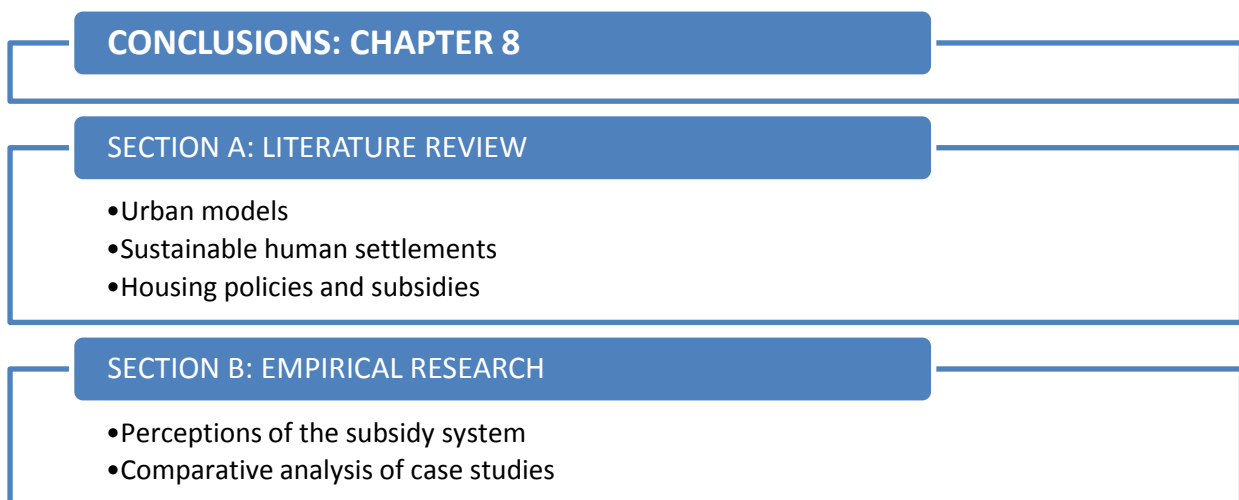 CONCLUSIONS: CHAPTER 8
SECTION A: LITERATURE REVIEW
•Urban models
•Sustainable human settlements
•Housing policies and subsidies
SECTION B: EMPIRICAL RESEARCH
•Perceptions of the subsidy system
•Comparative analysis of case studies